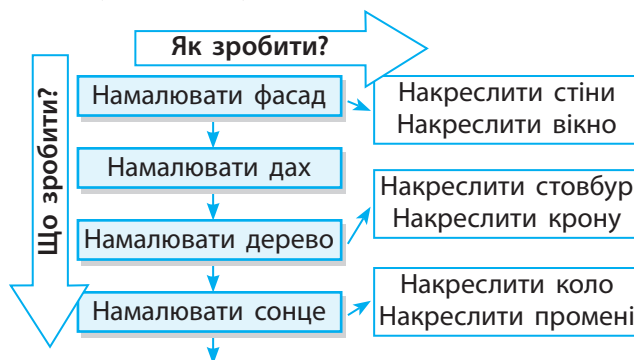 Як зробити?
Що зробити?
Намалювати фасад
Накреслити стіни
Накреслити вікно
Намалювати дах
Намалювати дерево
Накреслити стовбур
Накреслити крону
Намалювати сонце
Накреслити коло
Накреслити промені